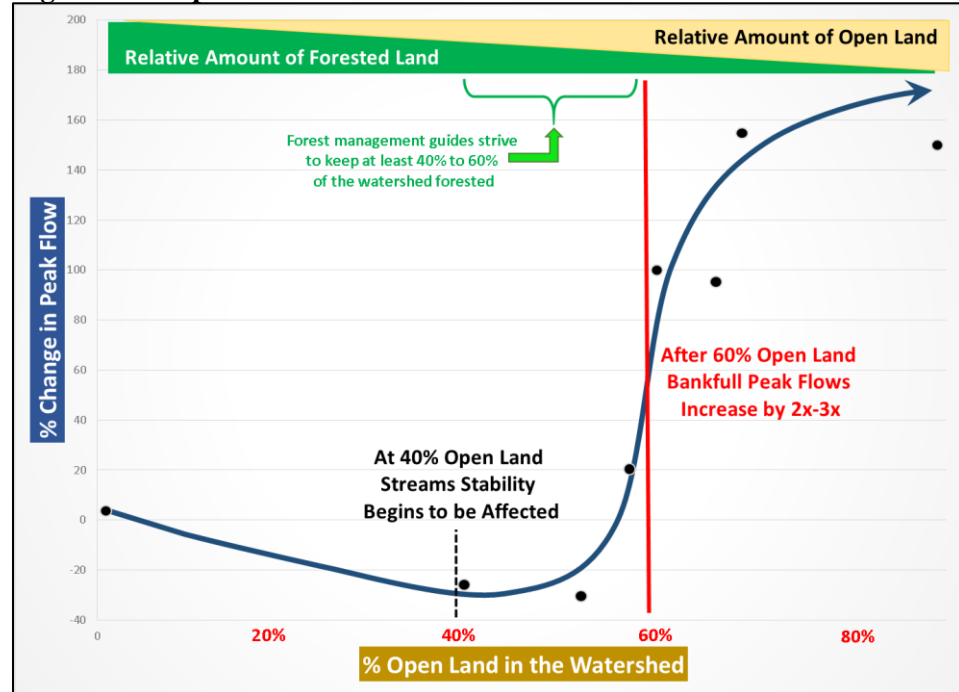 200
Relative Amount of Open Land
180
Relative Amount of Forested Land
160
Forest management guides strive
to keep at least 40% to 60%
of the watershed forested
140
120
100
80
60
40
20
0
-20
-40
% Change in Peak Flow
After 60% Open Land
Bankfull Peak Flows
Increase by 2x-3x
At 40% Open Land
Streams Stability
Begins to be Affected
0 20% 40% 60% 80%
% Open Land in the Watershed